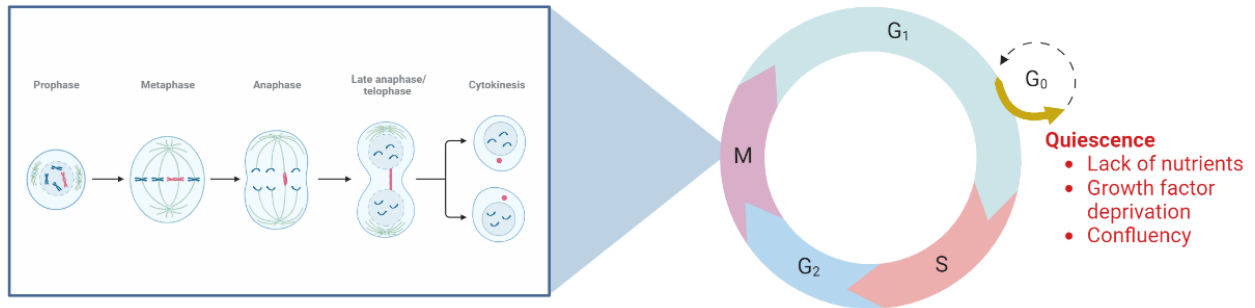 Prophase
Metaphase
Anaphase
Late anaphase/
telophase
Cytokinesis
G₁
G₀
M
G₂
S
Quiescence
• Lack of nutrients
• Growth factor
deprivation
• Confluency